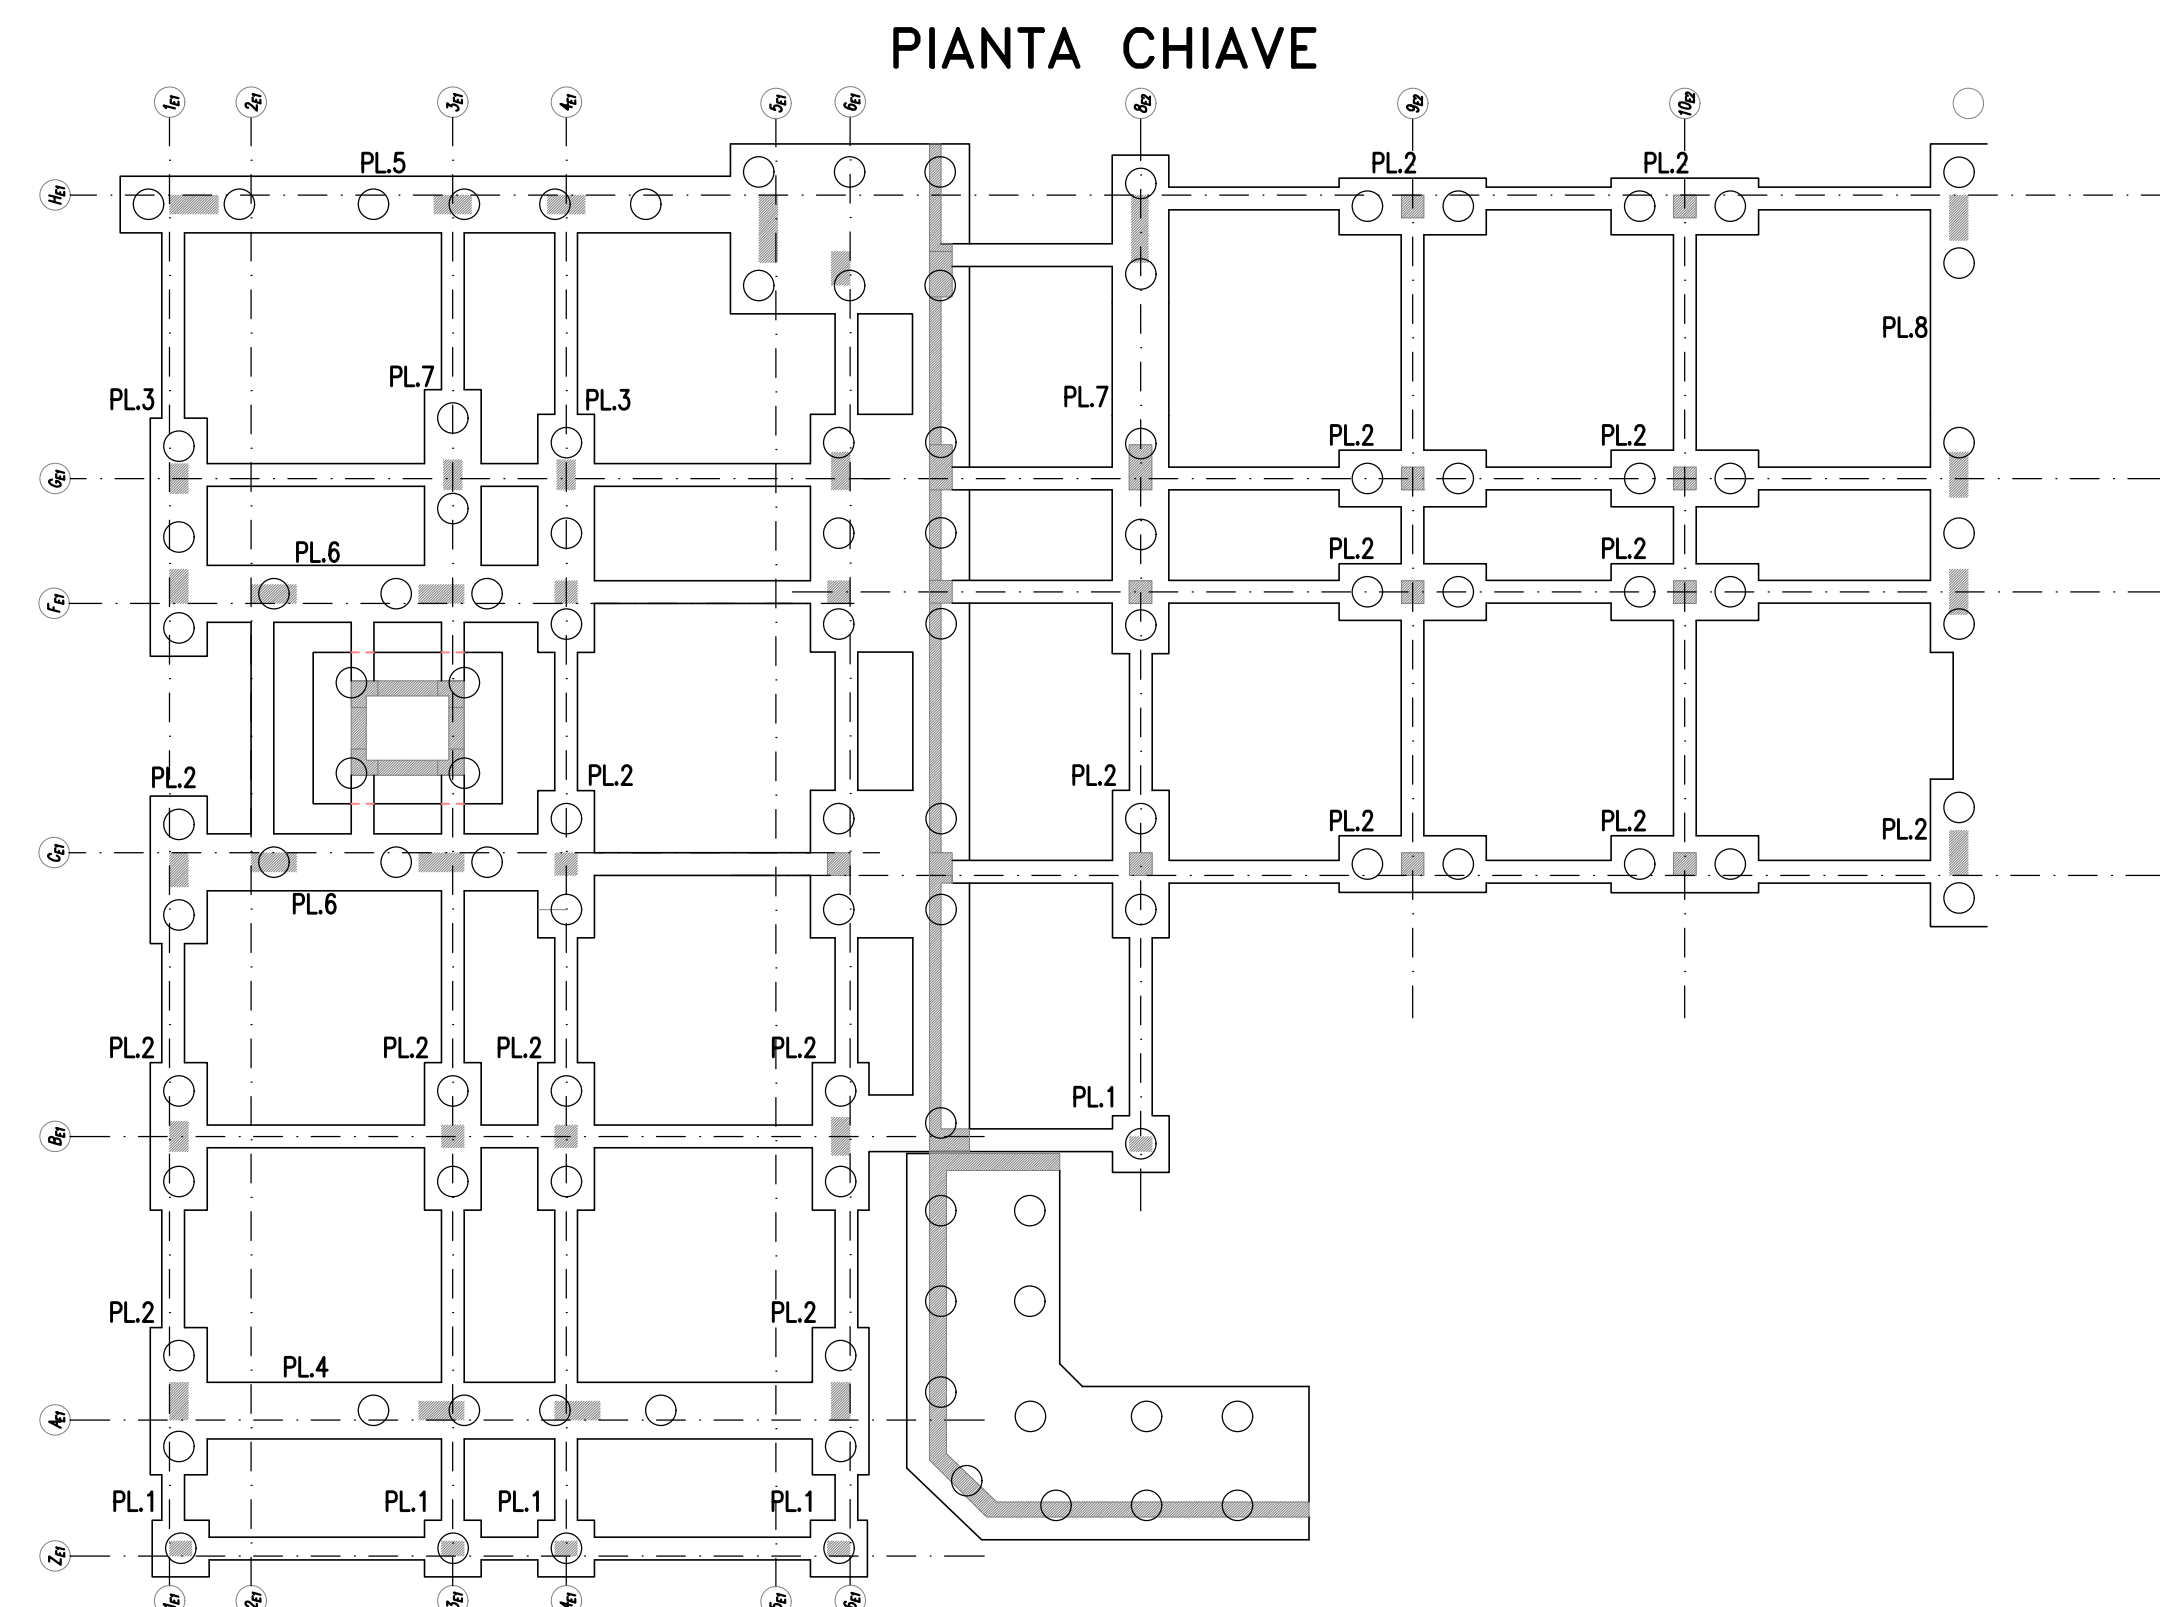 PIANTA CHIAVE
1E1 2E1 3E1 4E1 5E1 6E1 8E2 9E2 10E2
PL.5 PL.2 PL.2
HE1
PL.8
PL.7
PL.3 PL.3 PL.7
PL.2 PL.2
GE1
PL.6 PL.2 PL.2
FE1
PL.2 PL.2 PL.2
PL.2 PL.2 PL.2
CE1
PL.6
PL.2 PL.2 PL.2 PL.2
PL.1
BE1
PL.2 PL.2
PL.4
AE1
PL.1 PL.1 PL.1 PL.1
ZE1
1E1 2E1 3E1 4E1 5E1 6E1